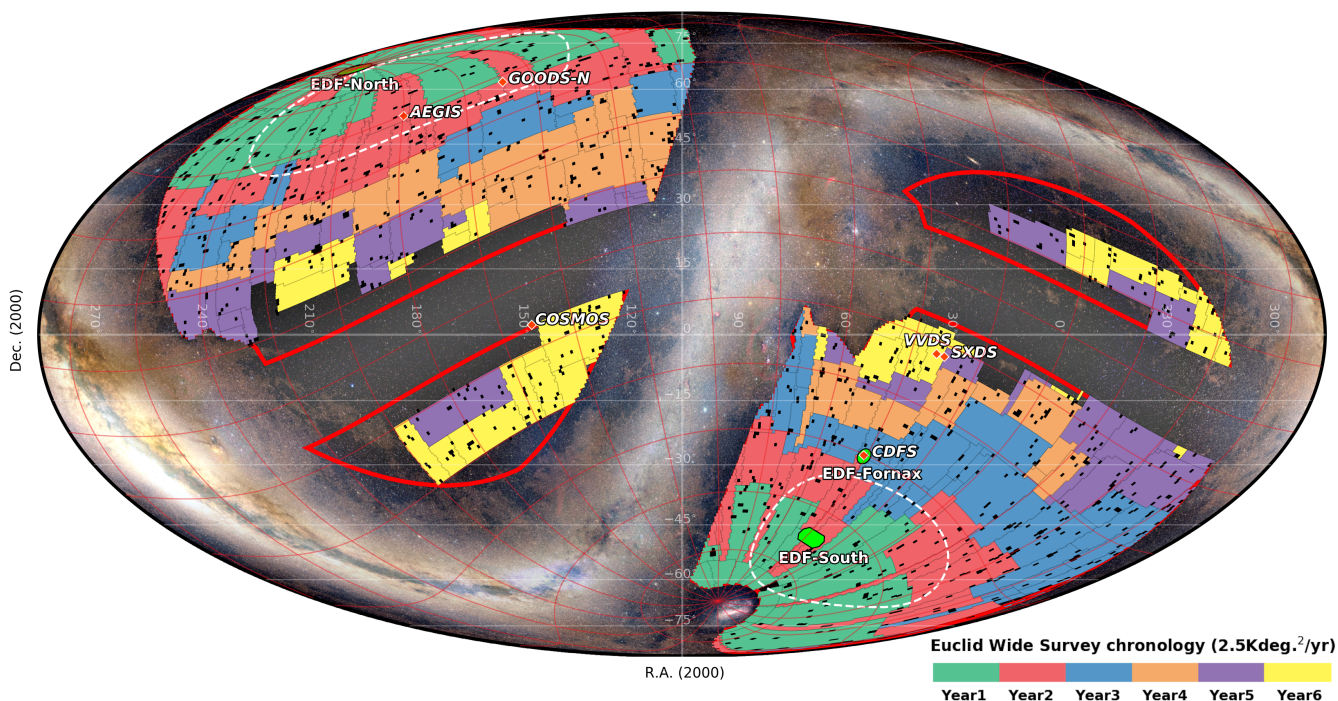 75°
EDF-North
GOODS-N
60
AEGIS
45
30
15
270
240
210
180
150
120
90
60
30
0
330
300
COSMOS
0
Dec. (2000)
VVDS
SXDS
−15
−30
CDFS
EDF-Fornax
−45
EDF-South
−60
−75
R.A. (2000)
Euclid Wide Survey chronology (2.5Kdeg.²/yr)
Year1 Year2 Year3 Year4 Year5 Year6